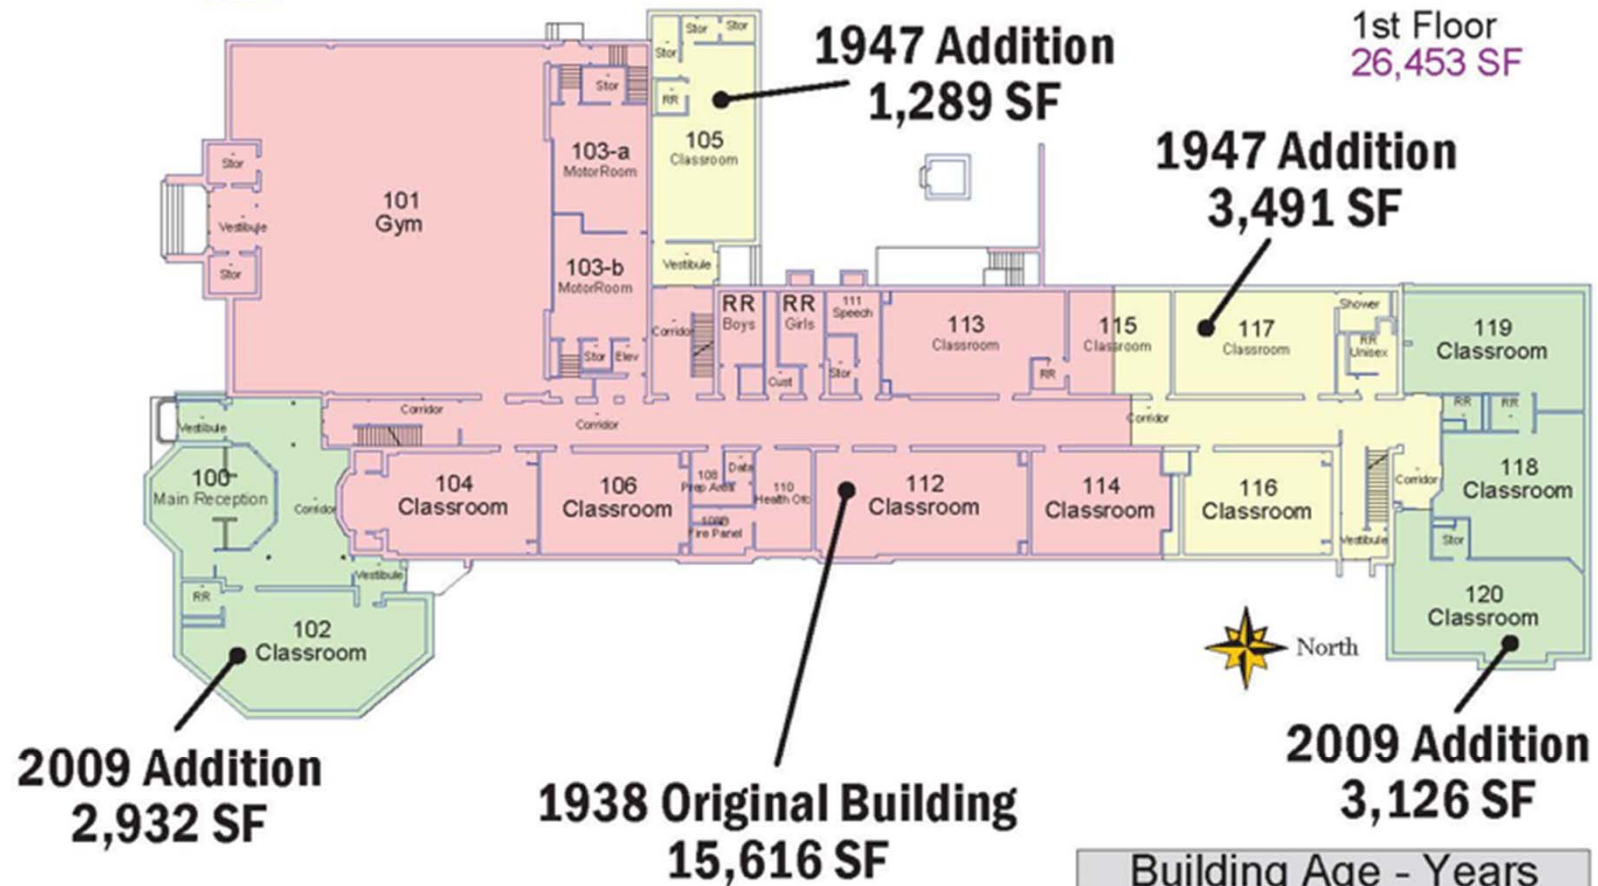 1st Floor
26,453 SF
1947 Addition
1,289 SF
1947 Addition
3,491 SF
Stor
Stor
Stor
RR
105
Classroom
Vestibule
Stor
103-a
MotorRoom
103-b
MotorRoom
Stor
Elev
101
Gym
Stor
Vestibule
Stor
Corridor
RR
Boys
RR
Girls
Cust
111
Speech
Stor
113
Classroom
RR
115
Classroom
117
Classroom
Shower
RR
Unisex
119
Classroom
RR
RR
Corridor
Corridor
Corridor
Vestibule
100
Main Reception
Corridor
104
Classroom
106
Classroom
108
Prep Area
Data
Fire Panel
110
Health Ofc
112
Classroom
114
Classroom
116
Classroom
Vestibule
Corridor
118
Classroom
Stor
120
Classroom
Vestibule
RR
102
Classroom
North
2009 Addition
2,932 SF
1938 Original Building
15,616 SF
2009 Addition
3,126 SF
Building Age - Years